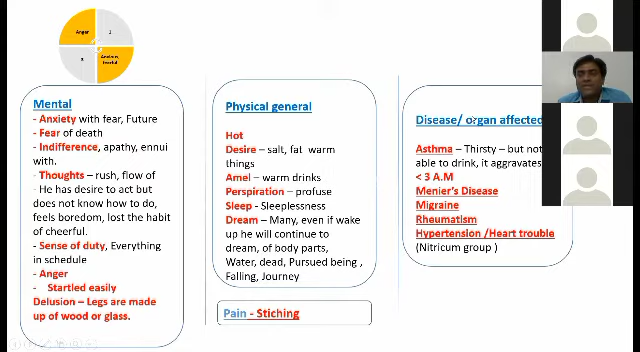 Anger
1
3
Anxious,
fearful
Mental
- Anxiety with fear, Future
- Fear of death
- Indifference, apathy, ennui
with.
- Thoughts – rush, flow of
- He has desire to act but
does not know how to do,
feels boredom, lost the habit
of cheerful.
- Sense of duty, Everything
in schedule
- Anger
- Startled easily
Delusion – Legs are made
up of wood or glass.
Physical general
Hot
Desire – salt, fat warm
things
Amel – warm drinks
Perspiration – profuse
Sleep - Sleeplessness
Dream – Many, even if wake
up he will continue to
dream, of body parts,
Water, dead, Pursued being ,
Falling, Journey
Pain - Stiching
Disease/ organ affected
Asthma – Thirsty – but not
able to drink, it aggravates
< 3 A.M
Menier's Disease
Migraine
Rheumatism
Hypertension /Heart trouble
(Nitricum group )